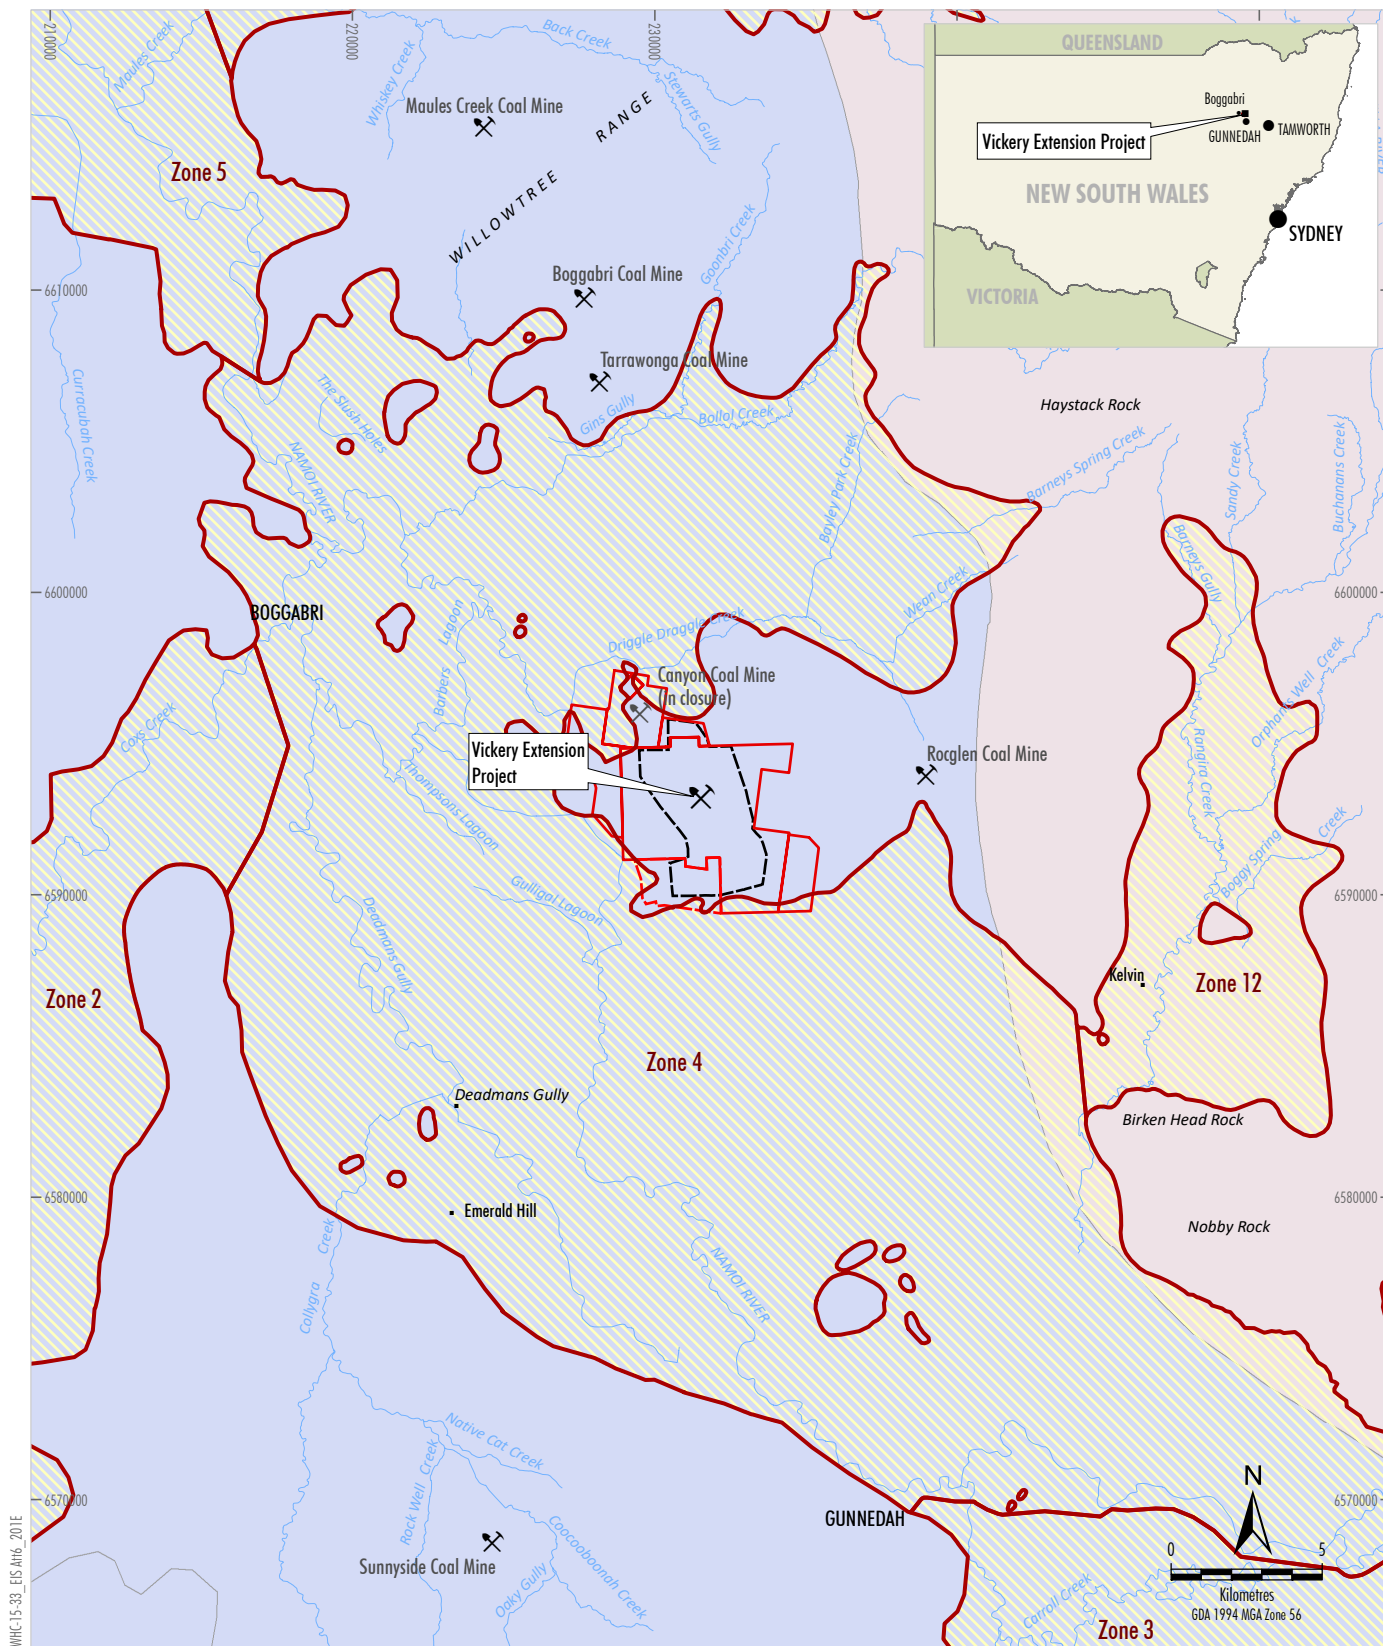 210000
220000
230000
QUEENSLAND
Boggabri
GUNNEDAH
TAMWORTH
Vickery Extension Project
NEW SOUTH WALES
SYDNEY
VICTORIA
Maules Creek
Whiskey Creek
Back Creek
Stewarts Gully
Maules Creek Coal Mine
WILLOWTREE RANGE
Zone 5
Goonbri Creek
Boggabri Coal Mine
6610000
Tarrawonga Coal Mine
Curracubah Creek
The Slush Holes
Gins Gully
Bollol Creek
Haystack Rock
NAMOI RIVER
Bayley Park Creek
Barneys Spring Creek
Sandy Creek
Buchanans Creek
Barneys Gully
6600000
6600000
BOGGABRI
Barbers Lagoon
Driggle Draggle Creek
Wean Creek
Canyon Coal Mine
(in closure)
Coxs Creek
Orphants Well Creek
Vickery Extension
Project
Rocglen Coal Mine
Rangira Creek
Thompsons Lagoon
Boggy Spring Creek
6590000
6590000
Gulligal Lagoon
Deadmans Gully
Kelvin
Zone 12
Zone 2
Zone 4
Deadmans Gully
Birken Head Rock
6580000
6580000
Emerald Hill
Nobby Rock
Collygra Creek
NAMOI RIVER
Native Cat Creek
Rock Well Creek
6570000
6570000
GUNNEDAH
Coocooboonah Creek
Sunnyside Coal Mine
Oaky Gully
Carroll Creek
Zone 3
N
0 5
Kilometres
GDA 1994 MGA Zone 56
WHC-15-33_EIS Att6_201E